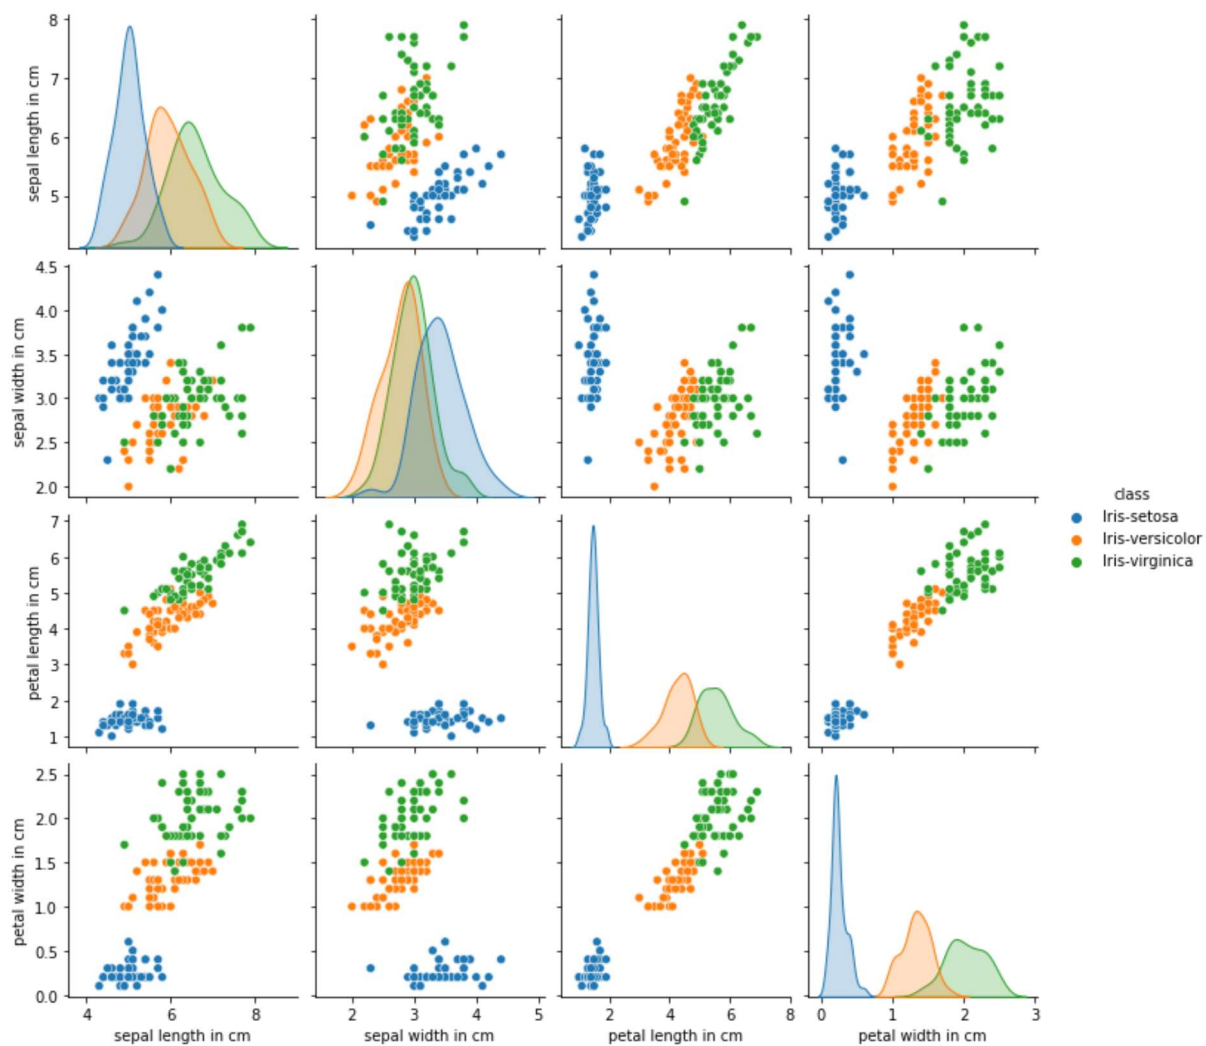 8
7
6
5
sepal length in cm
4.5
4.0
3.5
3.0
2.5
2.0
sepal width in cm
class
Iris-setosa
Iris-versicolor
Iris-virginica
7
6
5
4
3
2
1
petal length in cm
2.5
2.0
1.5
1.0
0.5
0.0
petal width in cm
4 6 8
sepal length in cm
2 3 4 5
sepal width in cm
2 4 6 8
petal length in cm
0 1 2 3
petal width in cm